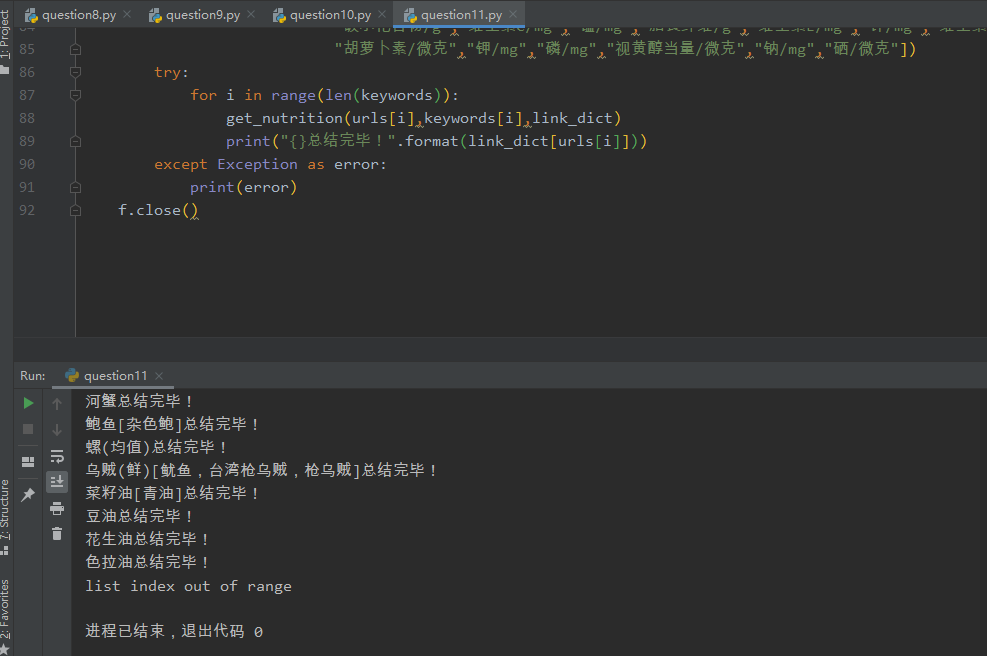 question8.py
question9.py
question10.py
question11.py
1: Project
85 "胡萝卜素/微克","钾/mg","磷/mg","视黄醇当量/微克","钠/mg","硒/微克"])
86 try:
87 for i in range(len(keywords)):
88 get_nutrition(urls[i],keywords[i],link_dict)
89 print("{}总结完毕！".format(link_dict[urls[i]]))
90 except Exception as error:
91 print(error)
92 f.close()
Run: question11
河蟹总结完毕！
鲍鱼[杂色鲍]总结完毕！
螺(均值)总结完毕！
乌贼(鲜)[鱿鱼，台湾枪乌贼，枪乌贼]总结完毕！
菜籽油[青油]总结完毕！
豆油总结完毕！
花生油总结完毕！
色拉油总结完毕！
list index out of range
进程已结束，退出代码 0
7: Structure
2: Favorites